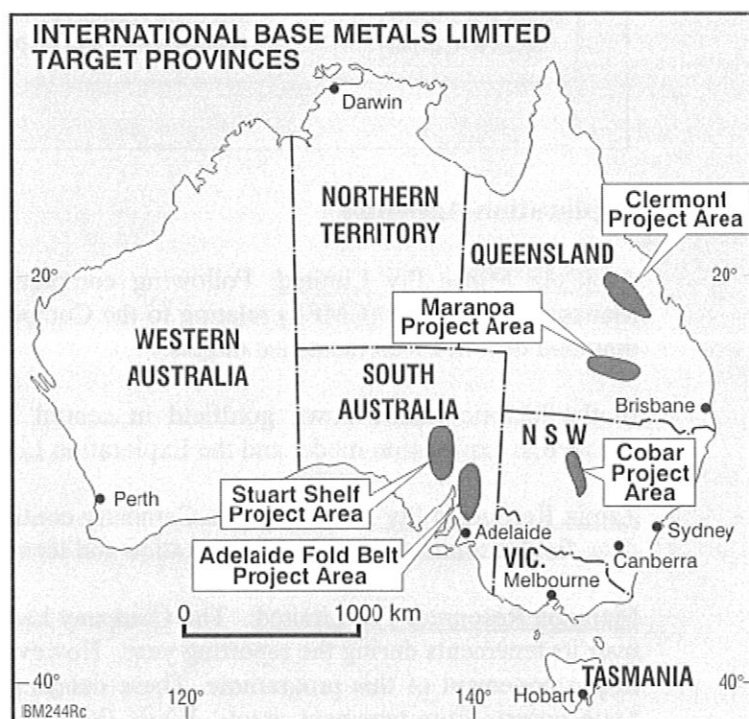 INTERNATIONAL BASE METALS LIMITED
TARGET PROVINCES
Darwin
NORTHERN
TERRITORY
Clermont
Project Area
QUEENSLAND
20°
20°
Maranoa
Project Area
WESTERN
AUSTRALIA
SOUTH
AUSTRALIA
Brisbane
N S W
Cobar
Project
Area
Stuart Shelf
Project Area
Perth
Adelaide
Sydney
Adelaide Fold Belt
Project Area
VIC.
Canberra
Melbourne
0
1000 km
TASMANIA
Hobart
40°
120°
140°
40°
BM244Rc